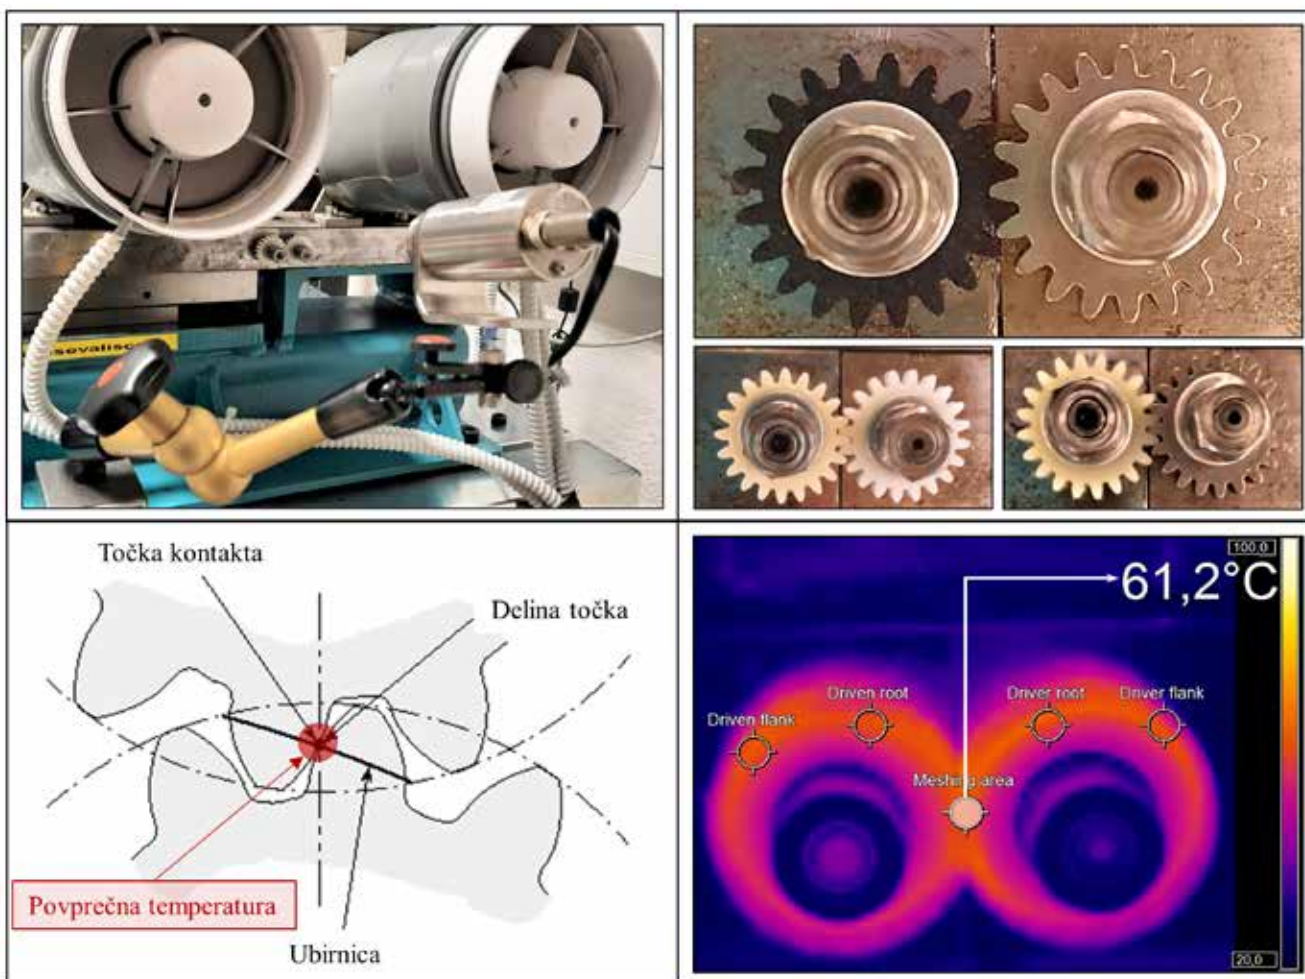 sovalisc
Točka kontakta
Delina točka
Povprečna temperatura
Ubirnica
100,0
61,2°C
Driven root
Driver root
Driver flank
Driven flank
Meshing area
20,0